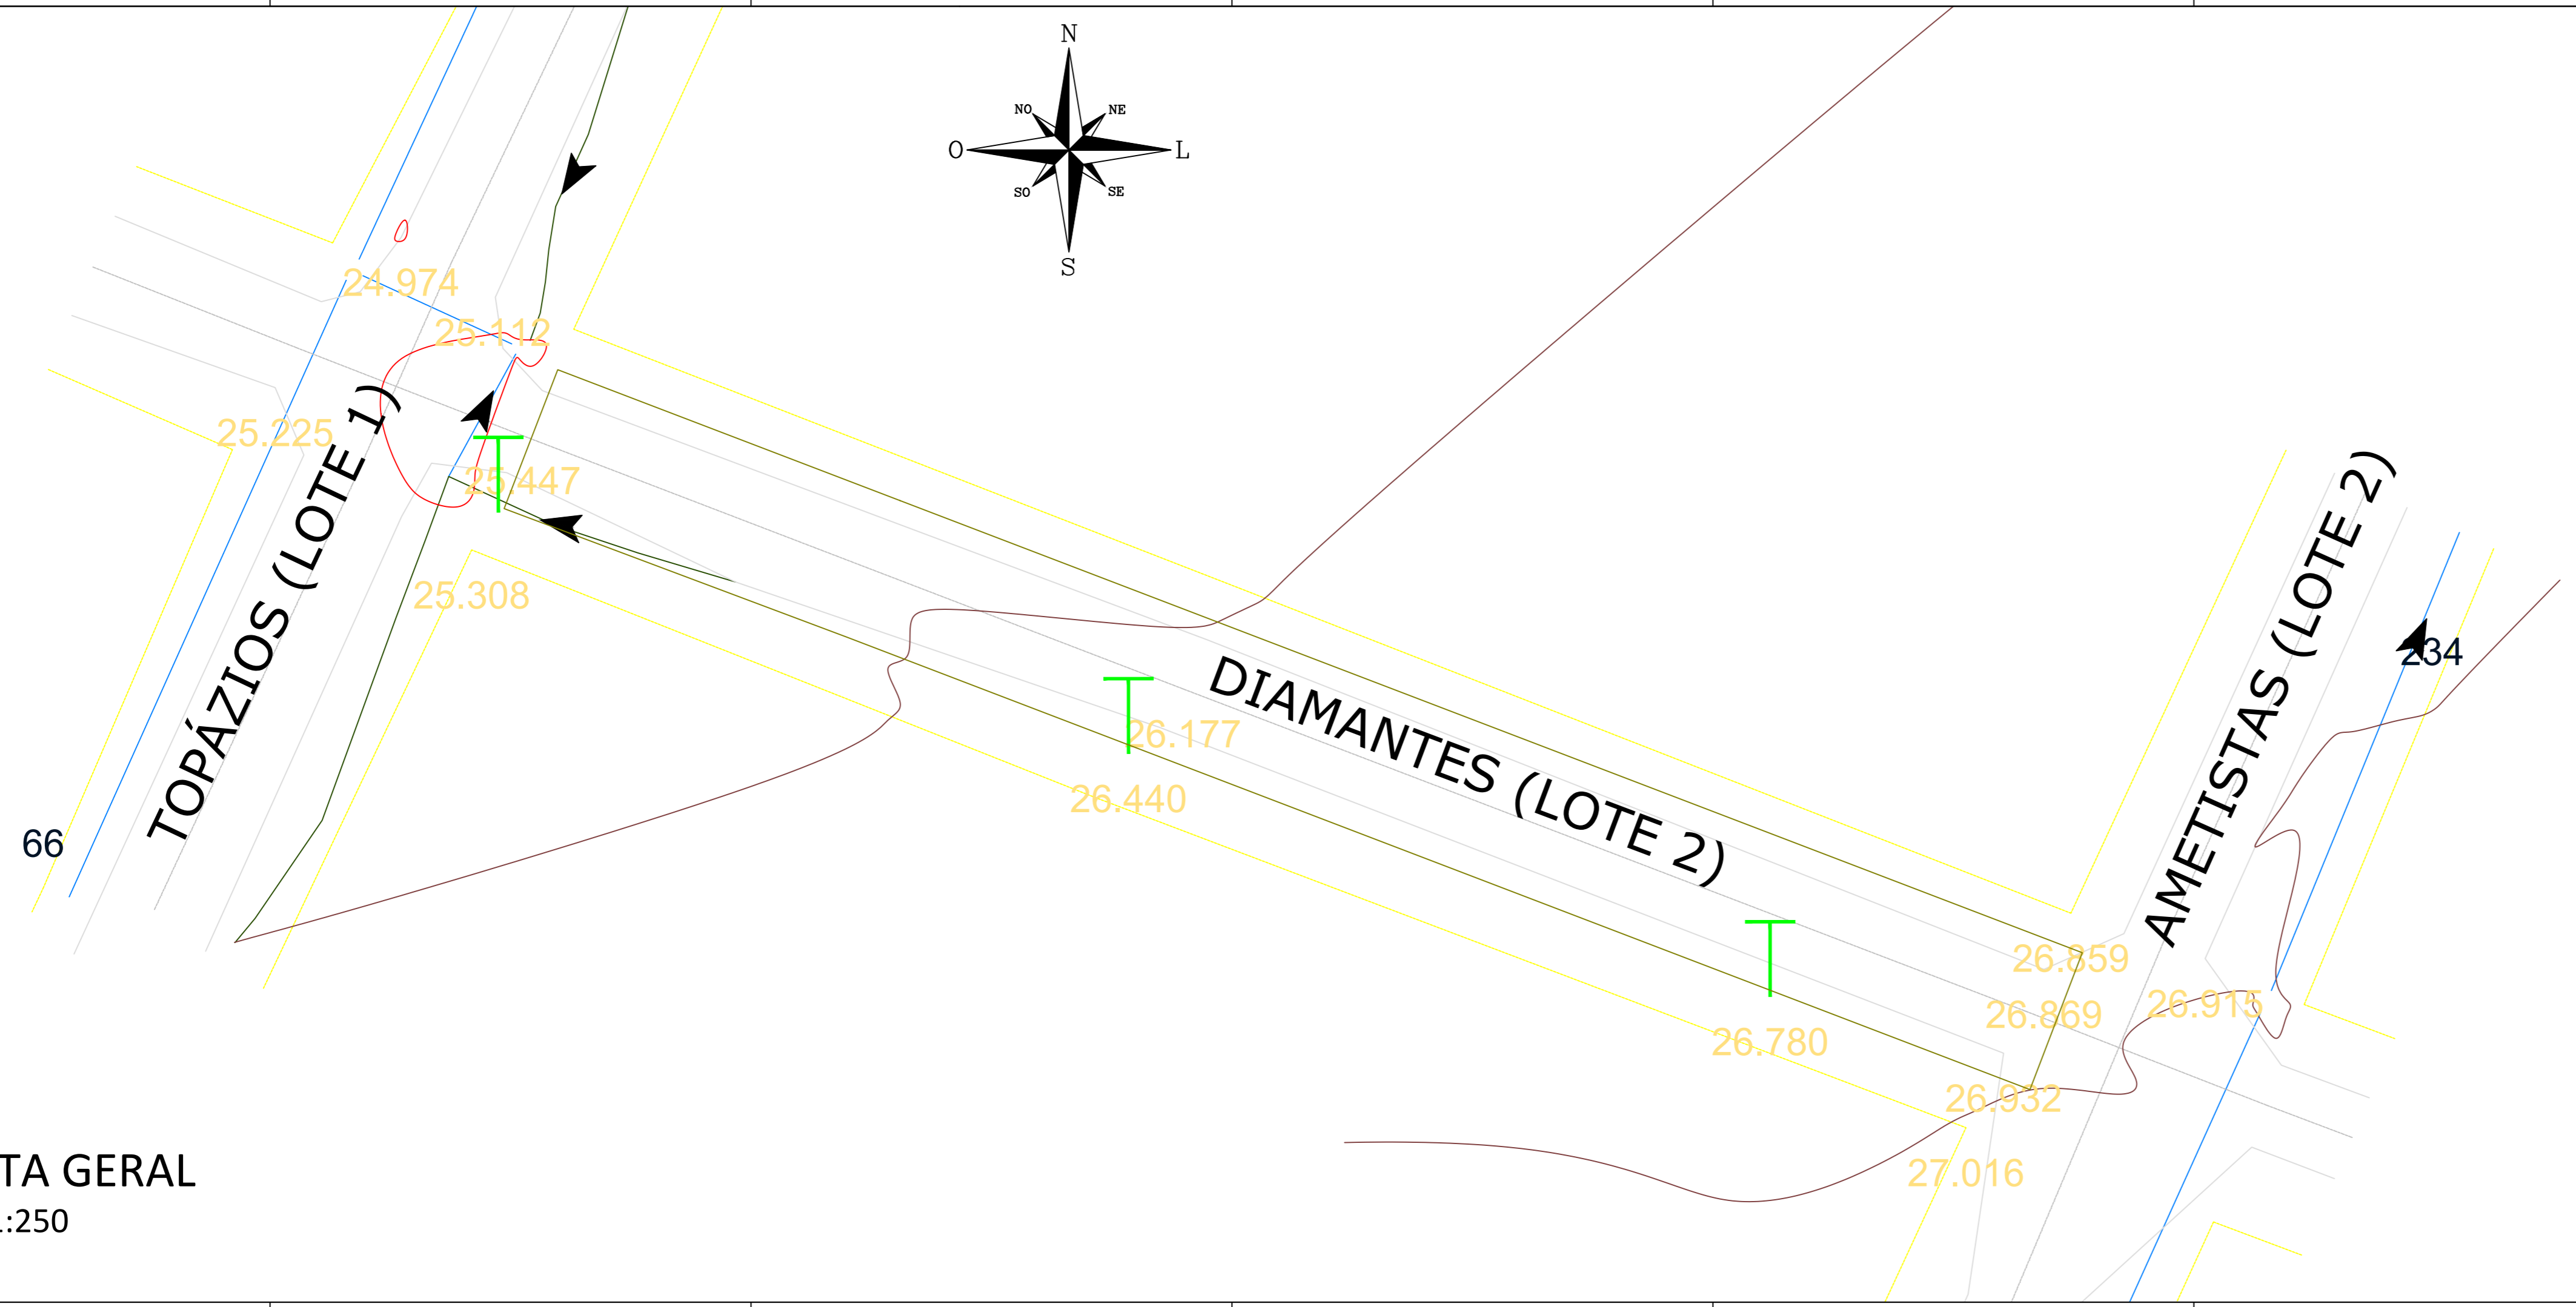 N
NO
NE
O
L
SO
SE
S
24.974
25.112
25.225
25.447
25.308
TOPÁZIOS (LOTE 1)
66
DIAMANTES (LOTE 2)
26.177
26.440
26.780
AMETISTAS (LOTE 2)
234
26.859
26.869
26.915
26.932
27.016
TA GERAL
:250